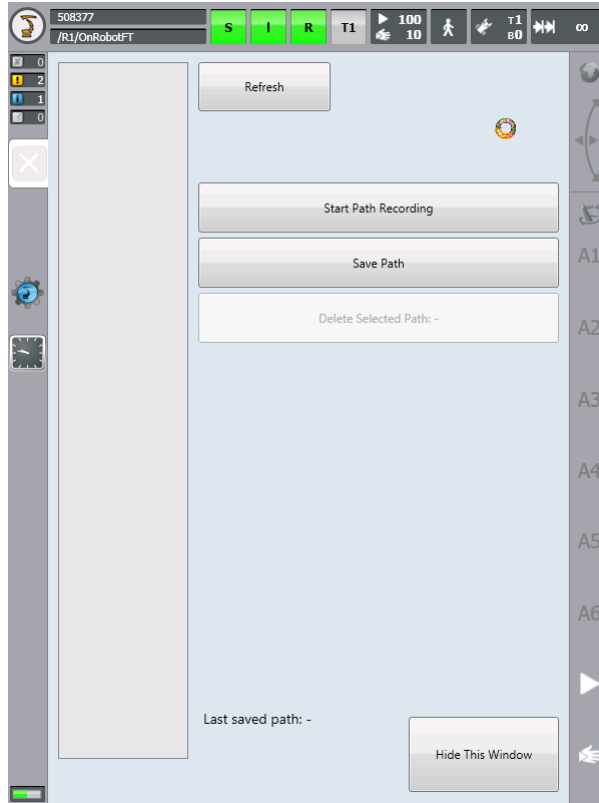 508377
/R1/OnRobotFT
S I R T1
100
10
T1
B0
∞
0
2
1
0
Refresh
Start Path Recording
Save Path
Delete Selected Path: -
A1
A2
A3
A4
A5
A6
Last saved path: -
Hide This Window